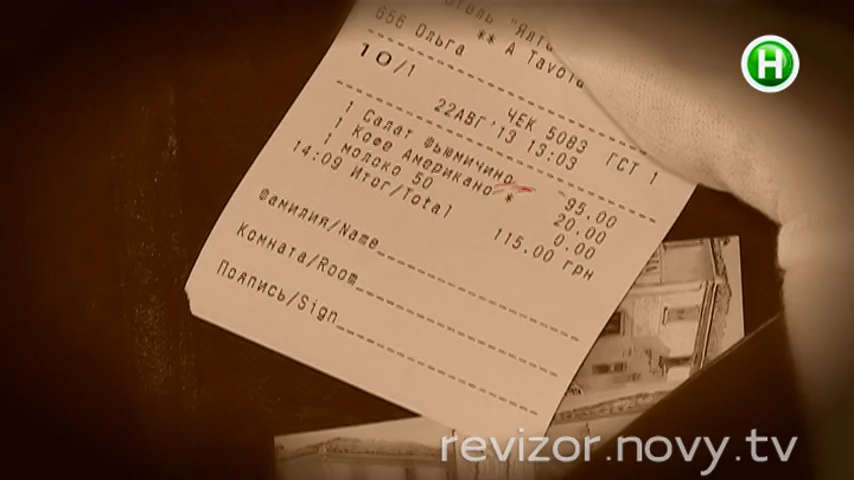 "Ялта
656 Ольга
** A Tavola
10/1
ЧЕК 5083 ГСТ 1
22АВГ'13 13:03
1 Салат Фьюмичино 95.00
1 Кофе Американо * 20.00
1 молоко 50 0.00
14:09 Итог/Total 115.00 грн
Фамилия/Name
Комната/Room
Подпись/Sign
Н
revizor.novy.tv